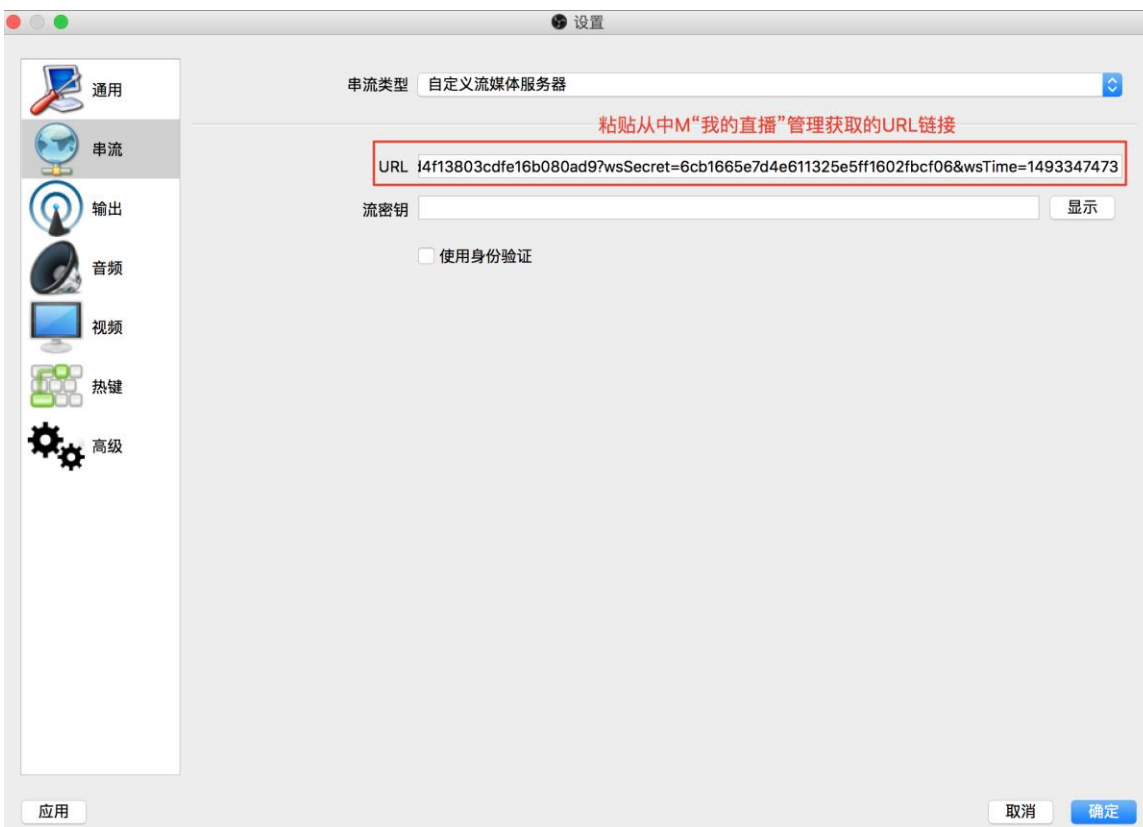 设置
通用
串流
输出
音频
视频
热键
高级
串流类型 自定义流媒体服务器
粘贴从中M“我的直播”管理获取的URL链接
URL l4f13803cdfe16b080ad9?wsSecret=6cb1665e7d4e611325e5ff1602fbcf06&wsTime=1493347473
流密钥 显示
使用身份验证
应用 取消 确定